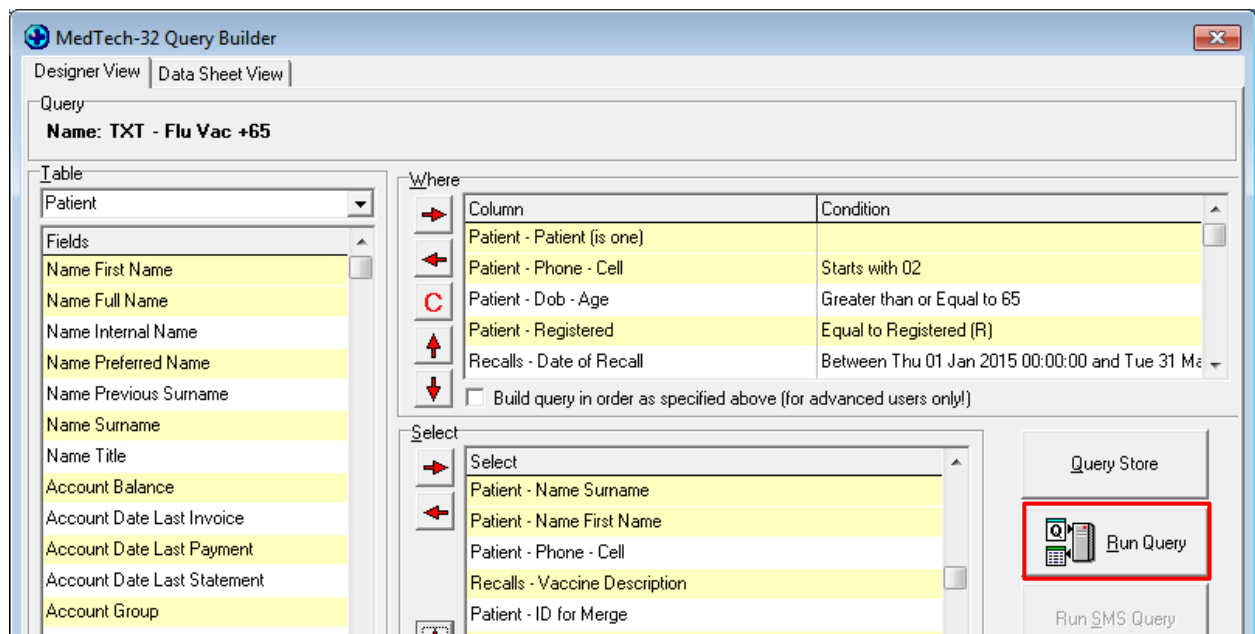 MedTech-32 Query Builder
Designer View
Data Sheet View
Query
Name: TXT - Flu Vac +65
Table
Patient
Fields
Name First Name
Name Full Name
Name Internal Name
Name Preferred Name
Name Previous Surname
Name Surname
Name Title
Account Balance
Account Date Last Invoice
Account Date Last Payment
Account Date Last Statement
Account Group
Where
Column Condition
Patient - Patient (is one)
Patient - Phone - Cell Starts with 02
Patient - Dob - Age Greater than or Equal to 65
Patient - Registered Equal to Registered (R)
Recalls - Date of Recall Between Thu 01 Jan 2015 00:00:00 and Tue 31 Ma
C
Build query in order as specified above (for advanced users only!)
Select
Select
Patient - Name Surname
Patient - Name First Name
Patient - Phone - Cell
Recalls - Vaccine Description
Patient - ID for Merge
Query Store
Q
Run Query
Run SMS Query